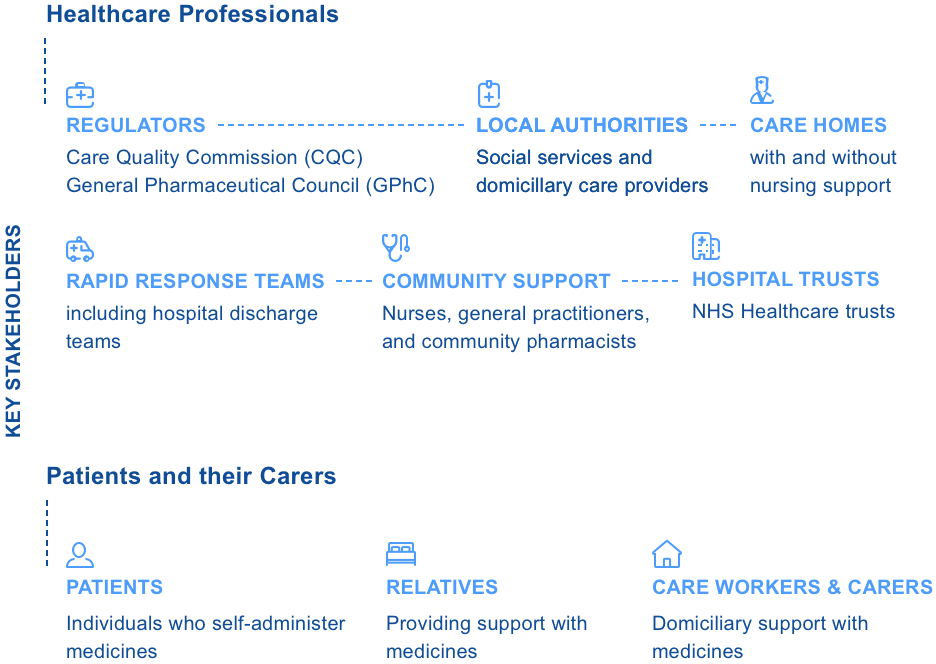 Healthcare Professionals
REGULATORS
Care Quality Commission (CQC)
General Pharmaceutical Council (GPhC)
LOCAL AUTHORITIES
Social services and
domicillary care providers
CARE HOMES
with and without
nursing support
KEY STAKEHOLDERS
RAPID RESPONSE TEAMS
including hospital discharge
teams
COMMUNITY SUPPORT
Nurses, general practitioners,
and community pharmacists
HOSPITAL TRUSTS
NHS Healthcare trusts
Patients and their Carers
PATIENTS
Individuals who self-administer
medicines
RELATIVES
Providing support with
medicines
CARE WORKERS & CARERS
Domiciliary support with
medicines